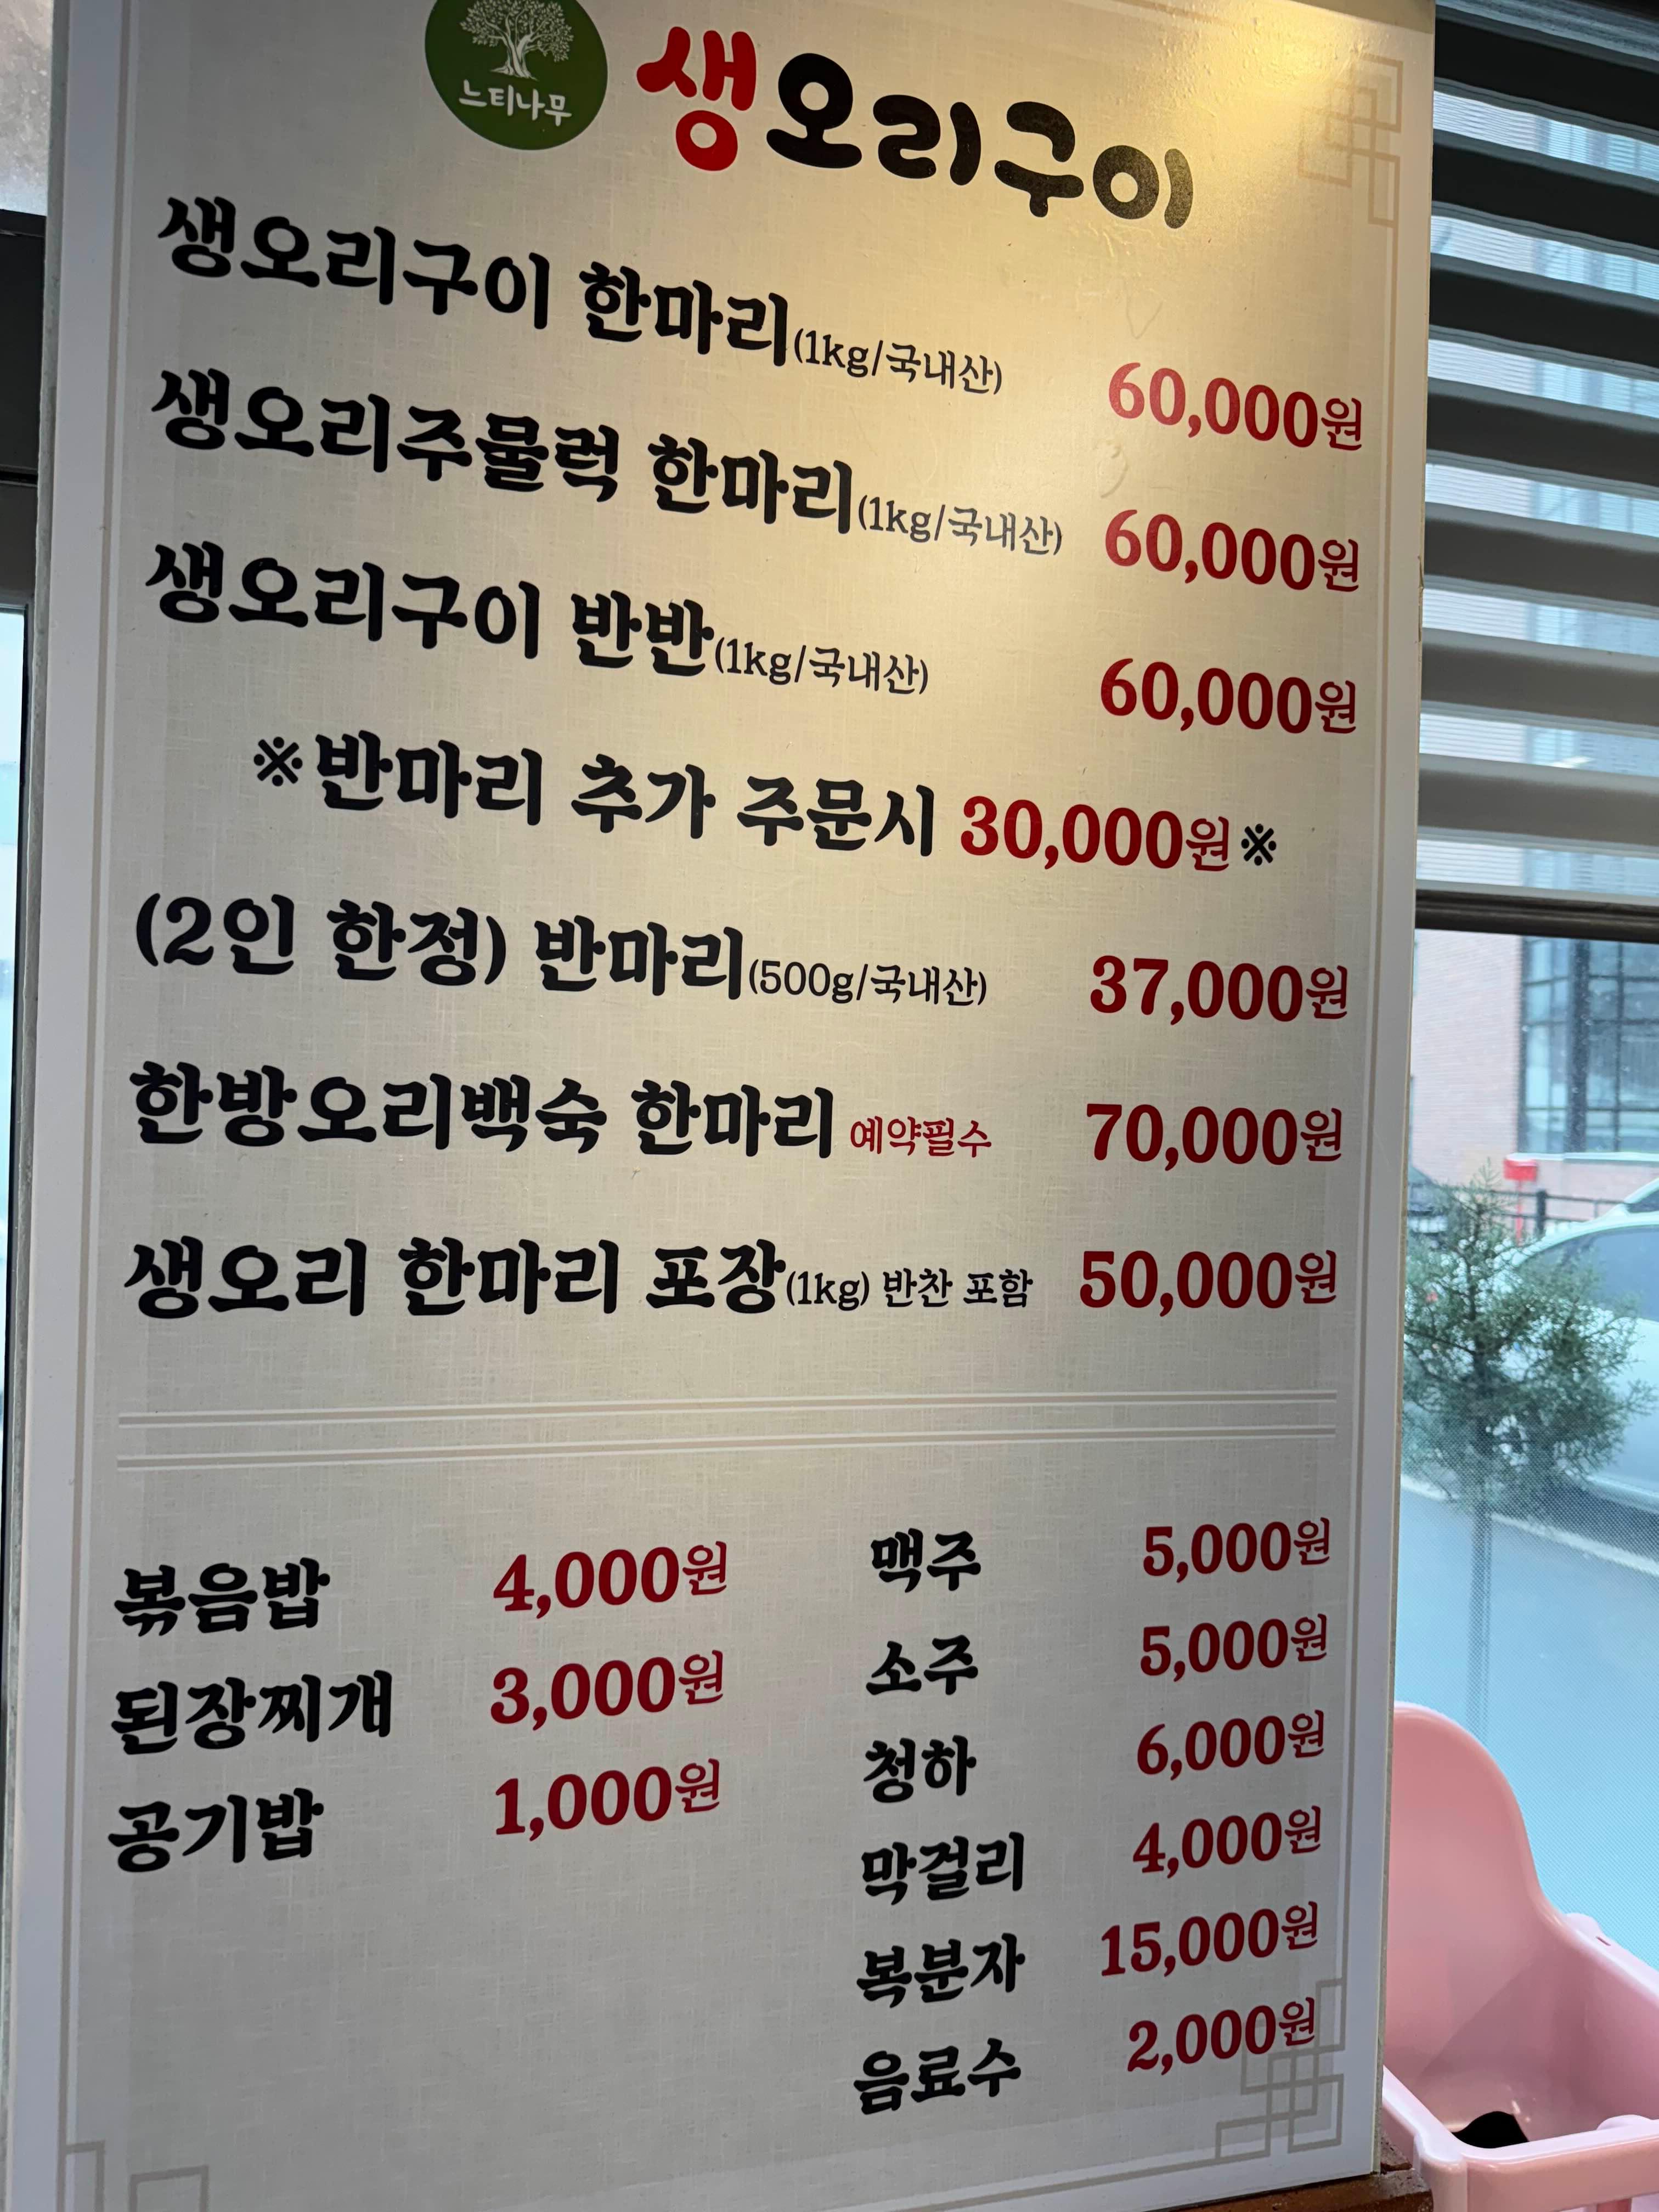 느티나무
생오리구이
생오리구이 한마리(1kg/국내산) 60,000원
생오리주물럭 한마리(1kg/국내산) 60,000원
생오리구이 반반(1kg/국내산) 60,000원
※반마리 추가 주문시 30,000원※
(2인 한정) 반마리(500g/국내산) 37,000원
한방오리백숙 한마리 예약필수 70,000원
생오리 한마리 포장(1kg) 반찬 포함 50,000원
볶음밥 4,000원
된장찌개 3,000원
공기밥 1,000원
맥주 5,000원
소주 5,000원
청하 6,000원
막걸리 4,000원
복분자 15,000원
음료수 2,000원